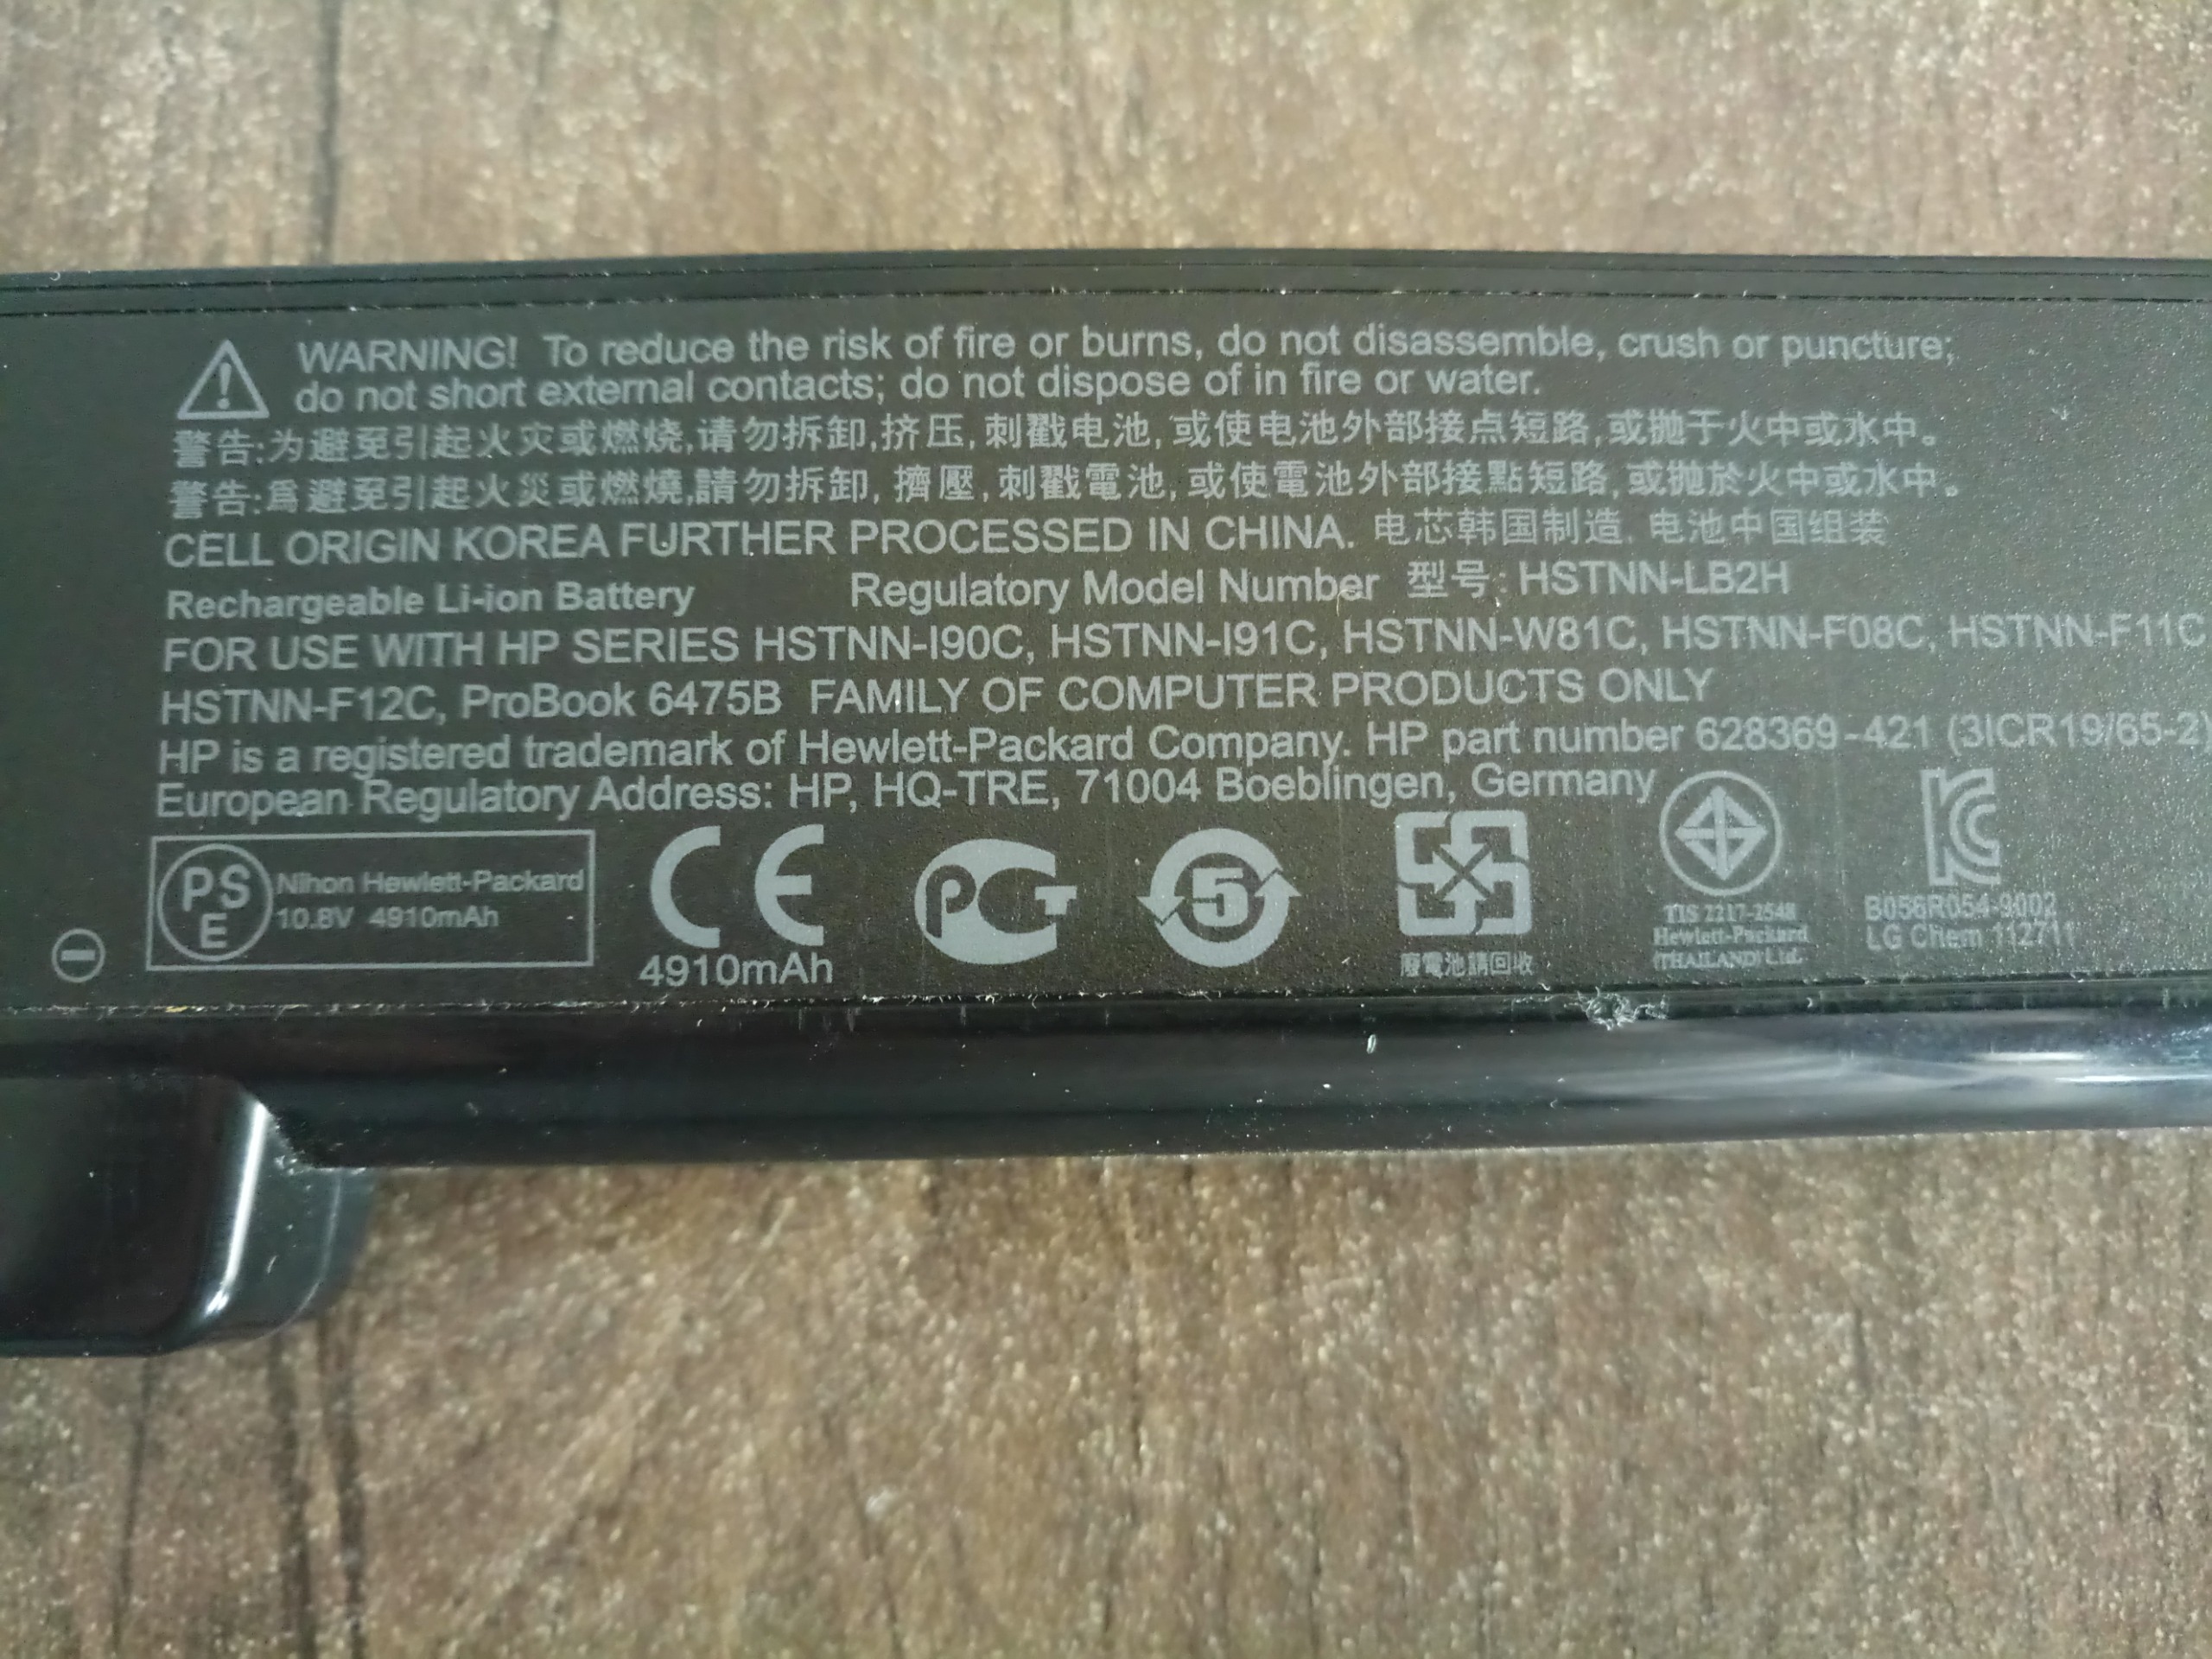 WARNING! To reduce the risk of fire or burns, do not disassemble, crush or puncture;
do not short external contacts; do not dispose of in fire or water.
警告:为避免引起火灾或燃烧,请勿拆卸,挤压,刺戳电池,或使电池外部接点短路,或抛于火中或水中。
警告:爲避免引起火災或燃燒,請勿拆卸,擠壓,刺戳電池,或使電池外部接點短路,或抛於火中或水中。
CELL ORIGIN KOREA FURTHER PROCESSED IN CHINA. 电芯韩国制造. 电池中国组装
Rechargeable Li-ion Battery Regulatory Model Number 型号: HSTNN-LB2H
FOR USE WITH HP SERIES HSTNN-I90C, HSTNN-I91C, HSTNN-W81C, HSTNN-F08C, HSTNN-F11C
HSTNN-F12C, ProBook 6475B FAMILY OF COMPUTER PRODUCTS ONLY
HP is a registered trademark of Hewlett-Packard Company. HP part number 628369-421 (3ICR19/65-2)
European Regulatory Address: HP, HQ-TRE, 71004 Boeblingen, Germany
PSE Nihon Hewlett-Packard
10.8V 4910mAh
CE
4910mAh
PCT
5
廢電池請回收
TIS 2217-2548
Hewlett-Packard
(THAILAND) Ltd.
KC
B056R054-9002
LG Chem 112711